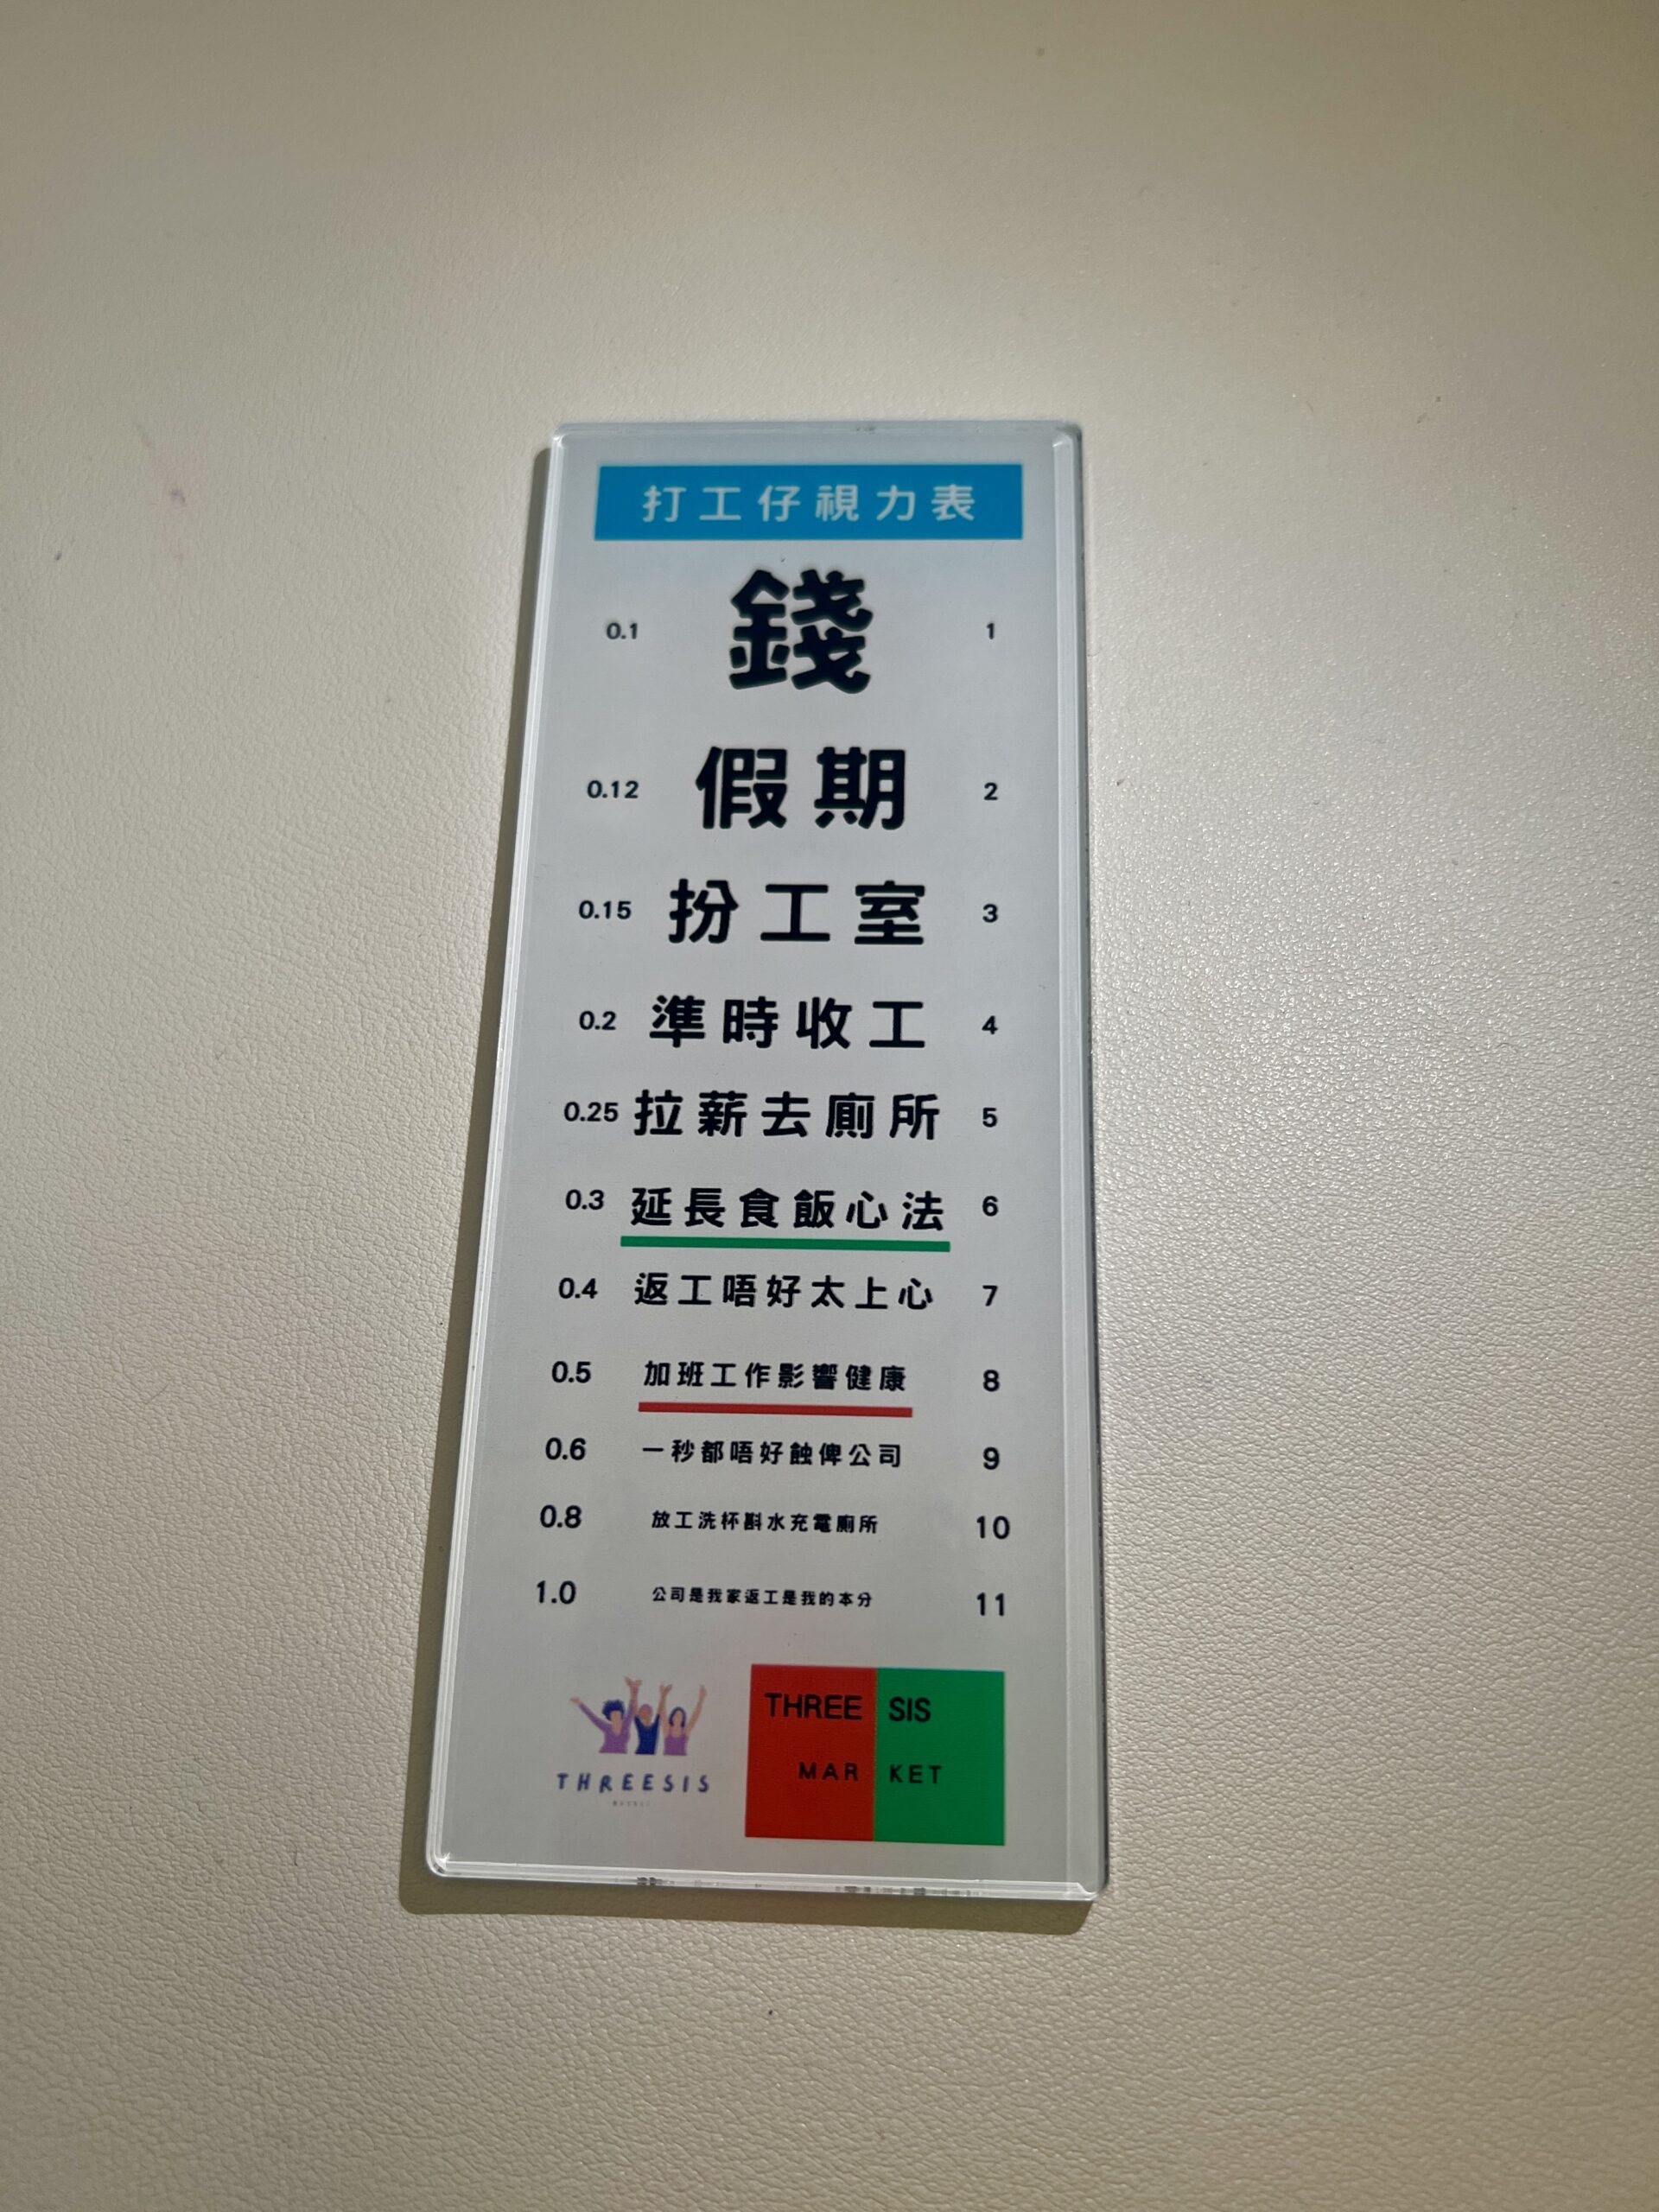 打工仔視力表
0.1 錢 1
0.12 假期 2
0.15 扮工室 3
0.2 準時收工 4
0.25 拉薪去廁所 5
0.3 延長食飯心法 6
0.4 返工唔好太上心 7
0.5 加班工作影響健康 8
0.6 一秒都唔好蝕俾公司 9
0.8 放工洗杯斟水充電廁所 10
1.0 公司是我家返工是我的本分 11
THREESIS
THREE SIS
MAR KET